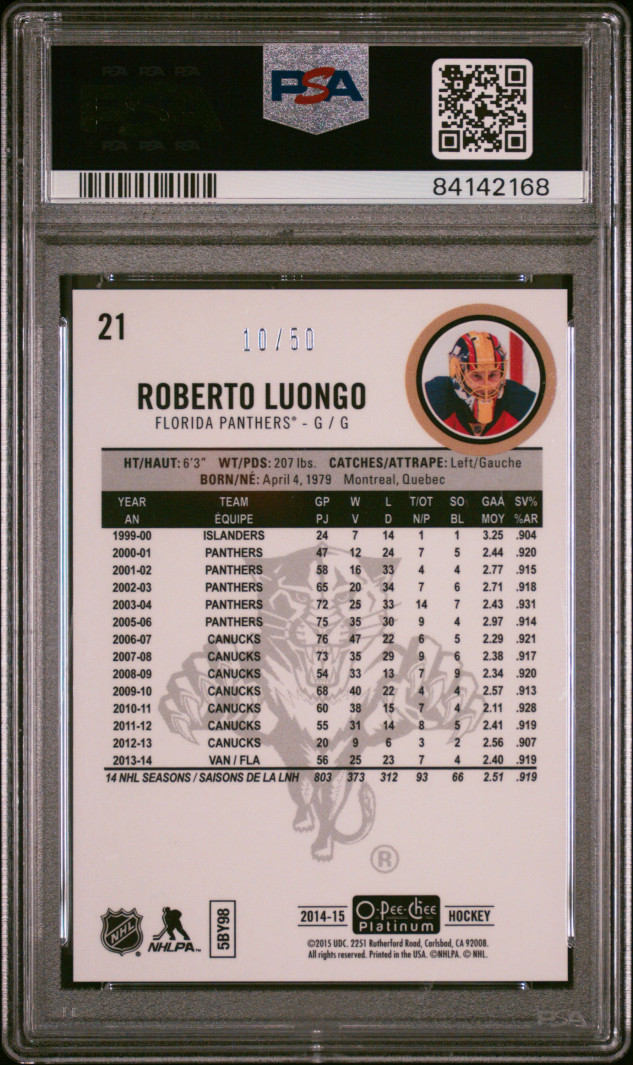 PSA PSA PSA
PSA
PSA PSA PSA
PSA
84142168
21
10/50
ROBERTO LUONGO
FLORIDA PANTHERS® - G / G
HT/HAUT: 6'3" WT/PDS: 207 lbs. CATCHES/ATTRAPE: Left/Gauche
BORN/NÉ: April 4, 1979 Montreal, Quebec
YEAR TEAM GP W L T/OT SO GAA SV%
AN ÉQUIPE PJ V D N/P BL MOY %AR
1999-00 ISLANDERS 24 7 14 1 1 3.25 .904
2000-01 PANTHERS 47 12 24 7 5 2.44 .920
2001-02 PANTHERS 58 16 33 4 4 2.77 .915
2002-03 PANTHERS 65 20 34 7 6 2.71 .918
2003-04 PANTHERS 72 25 33 14 7 2.43 .931
2005-06 PANTHERS 75 35 30 9 4 2.97 .914
2006-07 CANUCKS 76 47 22 6 5 2.29 .921
2007-08 CANUCKS 73 35 29 9 6 2.38 .917
2008-09 CANUCKS 54 33 13 7 9 2.34 .920
2009-10 CANUCKS 68 40 22 4 4 2.57 .913
2010-11 CANUCKS 60 38 15 7 4 2.11 .928
2011-12 CANUCKS 55 31 14 8 5 2.41 .919
2012-13 CANUCKS 20 9 6 3 2 2.56 .907
2013-14 VAN / FLA 56 25 23 7 4 2.40 .919
14 NHL SEASONS / SAISONS DE LA LNH 803 373 312 93 66 2.51 .919
®
NHL ®
NHLPA™
5BY98
2014-15 O-Pee-Chee Platinum HOCKEY
©2015 UDC. 2251 Rutherford Road, Carlsbad, CA 92008.
All rights reserved. Printed in the USA. ©NHLPA. © NHL.
PSA